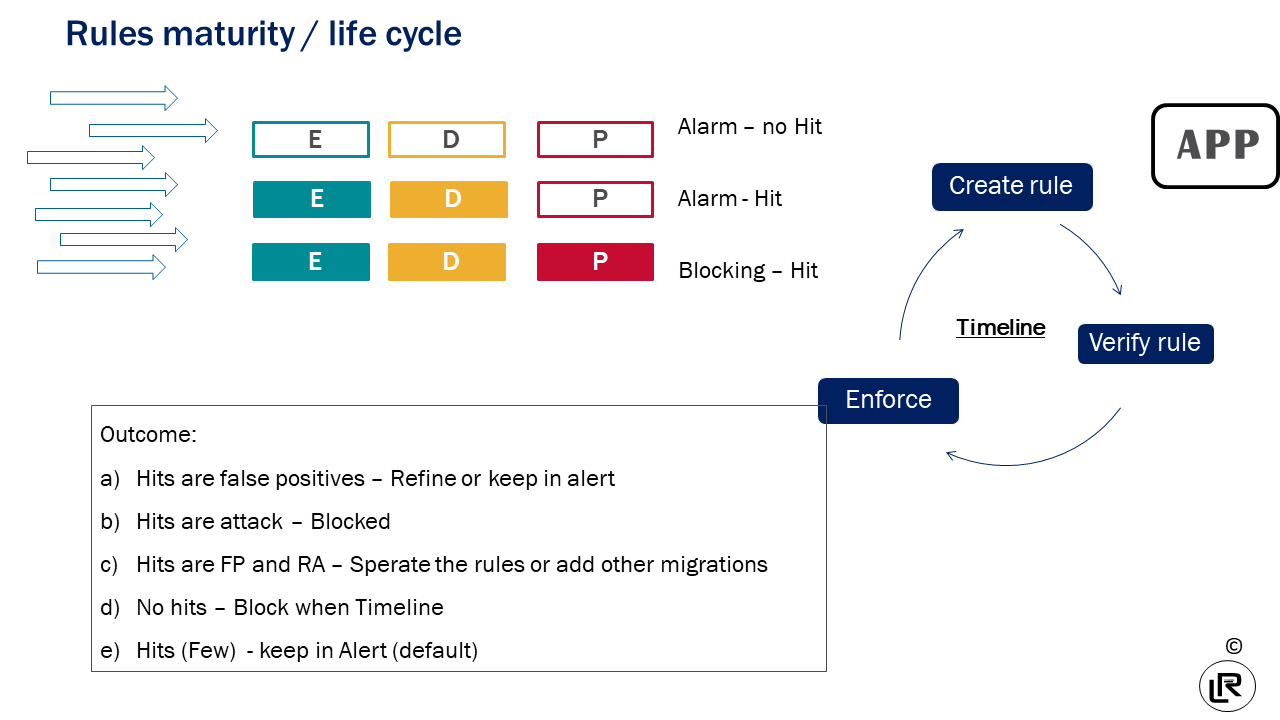 Rules maturity / life cycle
E D P Alarm – no Hit
E D P Alarm - Hit
E D P Blocking – Hit
APP
Create rule
Timeline
Verify rule
Enforce
Outcome:
a) Hits are false positives – Refine or keep in alert
b) Hits are attack – Blocked
c) Hits are FP and RA – Sperate the rules or add other migrations
d) No hits – Block when Timeline
e) Hits (Few) - keep in Alert (default)
©
LR